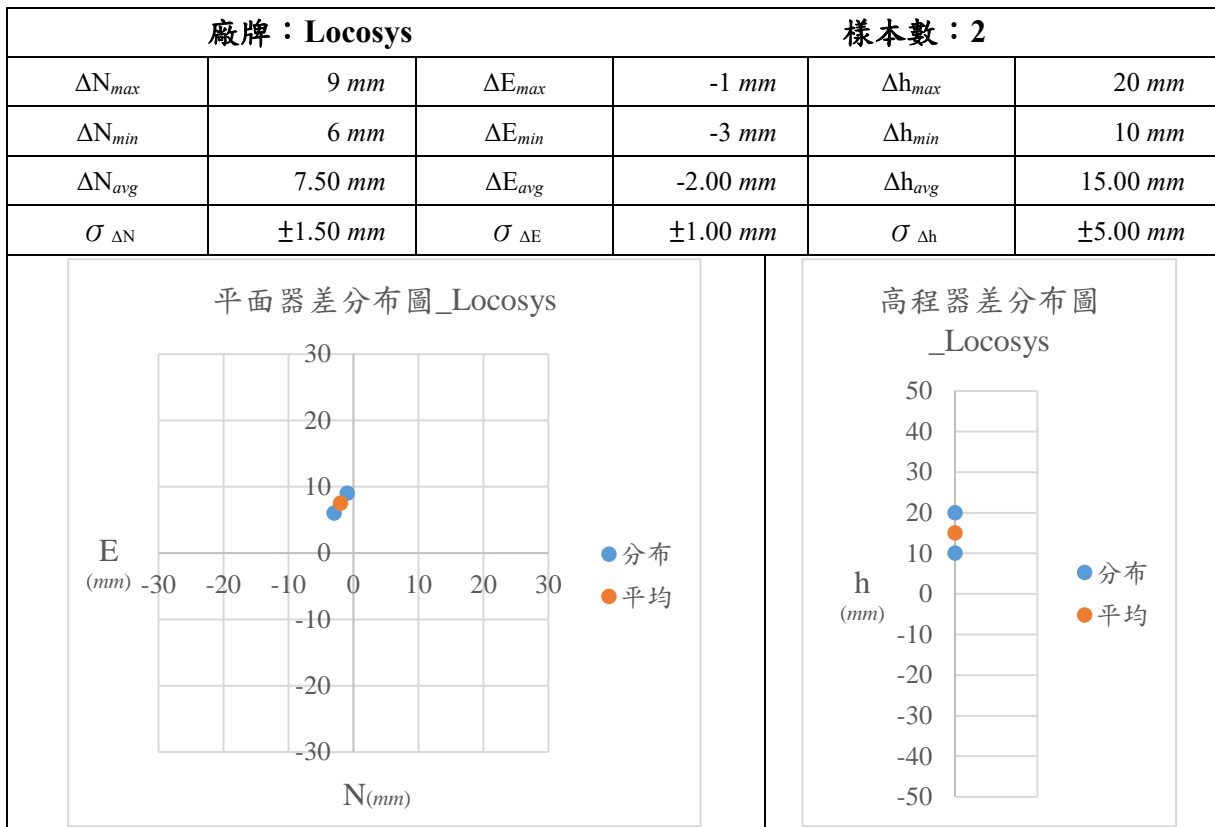 廠牌：Locosys 樣本數：2
ΔNmax 9 mm ΔEmax -1 mm Δhmax 20 mm
ΔNmin 6 mm ΔEmin -3 mm Δhmin 10 mm
ΔNavg 7.50 mm ΔEavg -2.00 mm Δhavg 15.00 mm
σ ΔN ±1.50 mm σ ΔE ±1.00 mm σ Δh ±5.00 mm
平面器差分布圖_Locosys
30
20
10
0
-10
-20
-30
-30 -20 -10 0 10 20 30
E
(mm)
N(mm)
分布
平均
高程器差分布圖
_Locosys
50
40
30
20
10
0
-10
-20
-30
-40
-50
h
(mm)
分布
平均